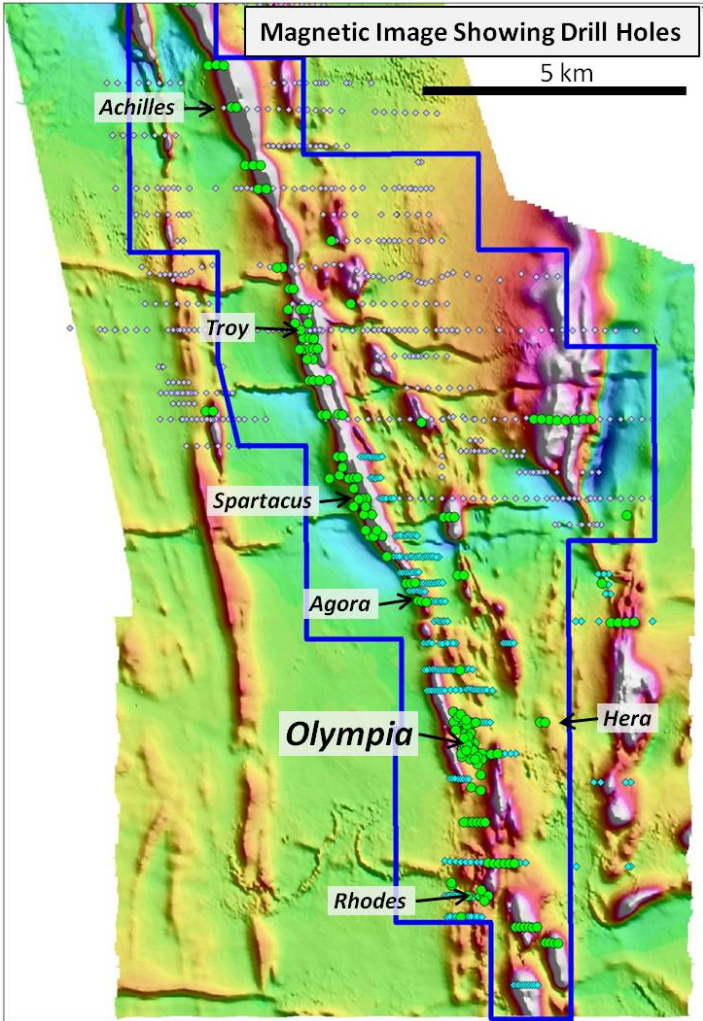 Magnetic Image Showing Drill Holes
5 km
Achilles
Troy
Spartacus
Agora
Olympia
Hera
Rhodes